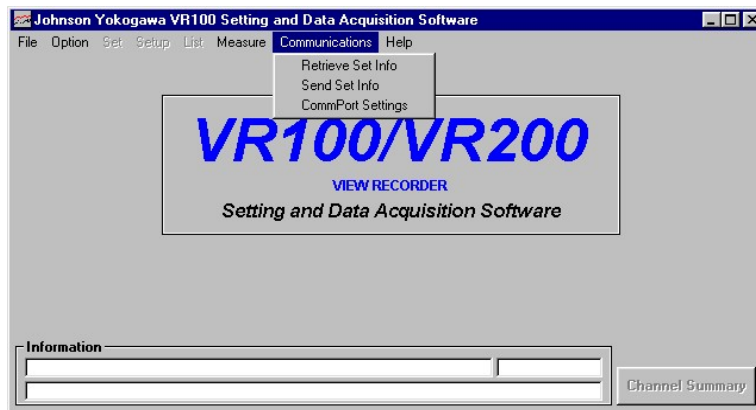 Johnson Yokogawa VR100 Setting and Data Acquisition Software
File Option Set Setup List Measure Communications Help
Retrieve Set Info
Send Set Info
CommPort Settings
VR100/VR200
VIEW RECORDER
Setting and Data Acquisition Software
Information
Channel Summary